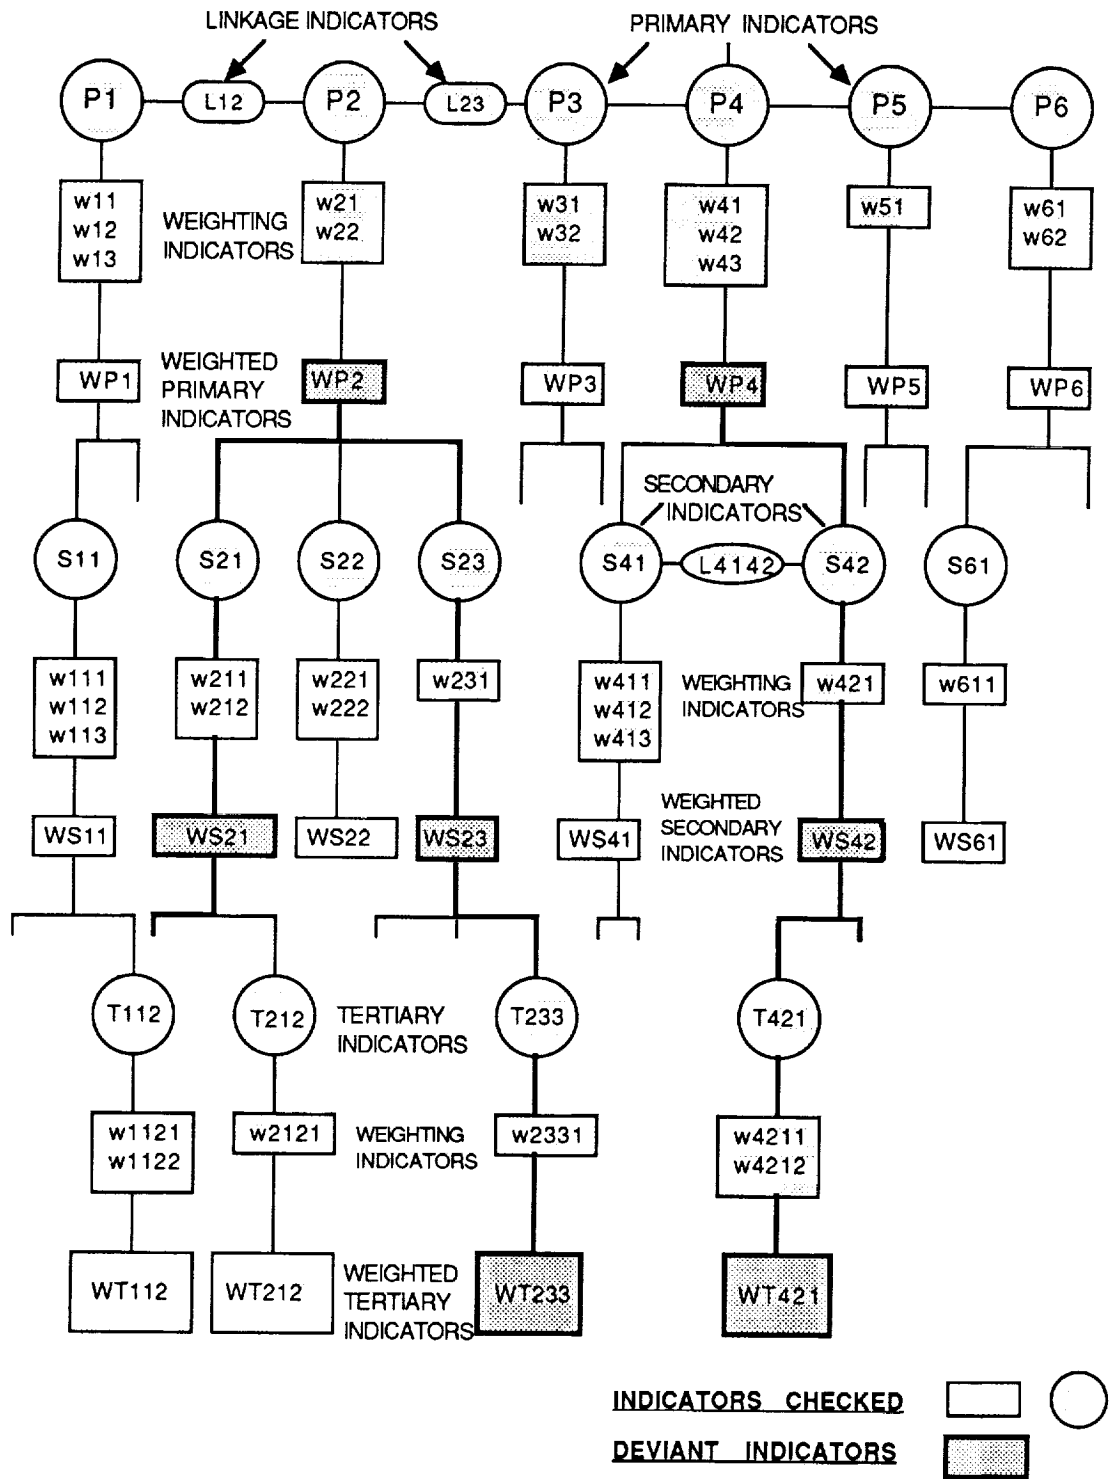 LINKAGE INDICATORS
PRIMARY INDICATORS
P1
L12
P2
L23
P3
P4
P5
P6
w11
w12
w13
WEIGHTING
INDICATORS
w21
w22
w31
w32
w41
w42
w43
w51
w61
w62
WP1
WEIGHTED
PRIMARY
INDICATORS
WP2
WP3
WP4
WP5
WP6
SECONDARY
INDICATORS
S11
S21
S22
S23
S41
L4142
S42
S61
w111
w112
w113
w211
w212
w221
w222
w231
w411
w412
w413
WEIGHTING
INDICATORS
w421
w611
WS11
WS21
WS22
WS23
WS41
WEIGHTED
SECONDARY
INDICATORS
WS42
WS61
T112
T212
TERTIARY
INDICATORS
T233
T421
w1121
w1122
w2121
WEIGHTING
INDICATORS
w2331
w4211
w4212
WT112
WT212
WEIGHTED
TERTIARY
INDICATORS
WT233
WT421
INDICATORS CHECKED
DEVIANT INDICATORS